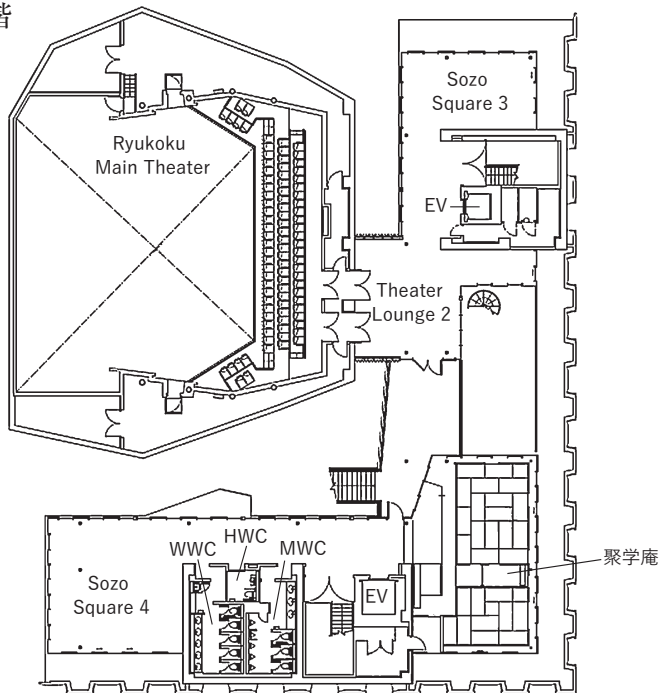 階
Sozo
Square 3
Ryukoku
Main Theater
EV
Theater
Lounge 2
HWC
WWC
MWC
聚学庵
Sozo
Square 4
EV